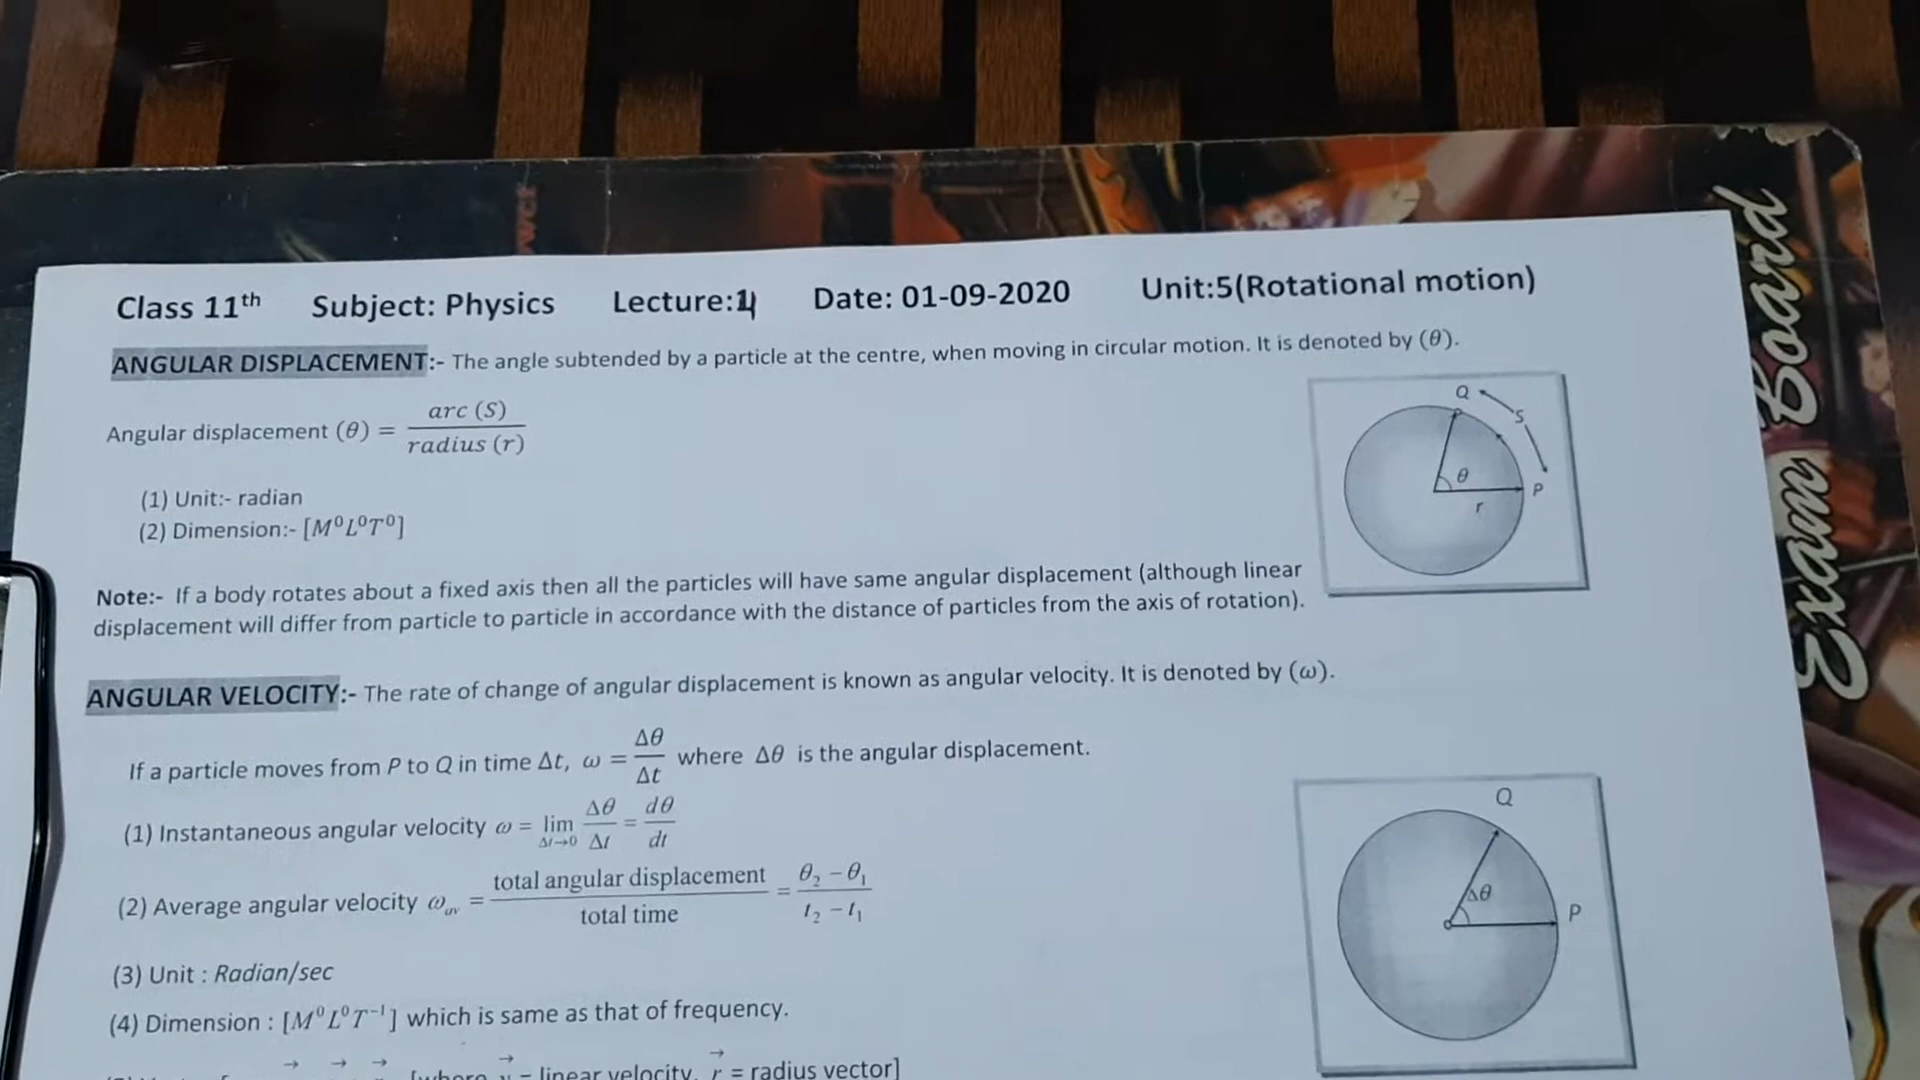 Exam Board
Class 11th Subject: Physics Lecture:4 Date: 01-09-2020 Unit:5(Rotational motion)
ANGULAR DISPLACEMENT:- The angle subtended by a particle at the centre, when moving in circular motion. It is denoted by (θ).
Angular displacement (θ) = arc (S) / radius (r)
Q
S
θ
P
r
(1) Unit:- radian
(2) Dimension:- [M⁰L⁰T⁰]
Note:- If a body rotates about a fixed axis then all the particles will have same angular displacement (although linear
displacement will differ from particle to particle in accordance with the distance of particles from the axis of rotation).
ANGULAR VELOCITY:- The rate of change of angular displacement is known as angular velocity. It is denoted by (ω).
If a particle moves from P to Q in time Δt, ω = Δθ / Δt where Δθ is the angular displacement.
(1) Instantaneous angular velocity ω = lim Δt→0 Δθ / Δt = dθ / dt
(2) Average angular velocity ω_av = total angular displacement / total time = θ₂ − θ₁ / t₂ − t₁
Q
Δθ
P
(3) Unit : Radian/sec
(4) Dimension : [M⁰L⁰T⁻¹] which is same as that of frequency.
[where v⃗ = linear velocity, r⃗ = radius vector]